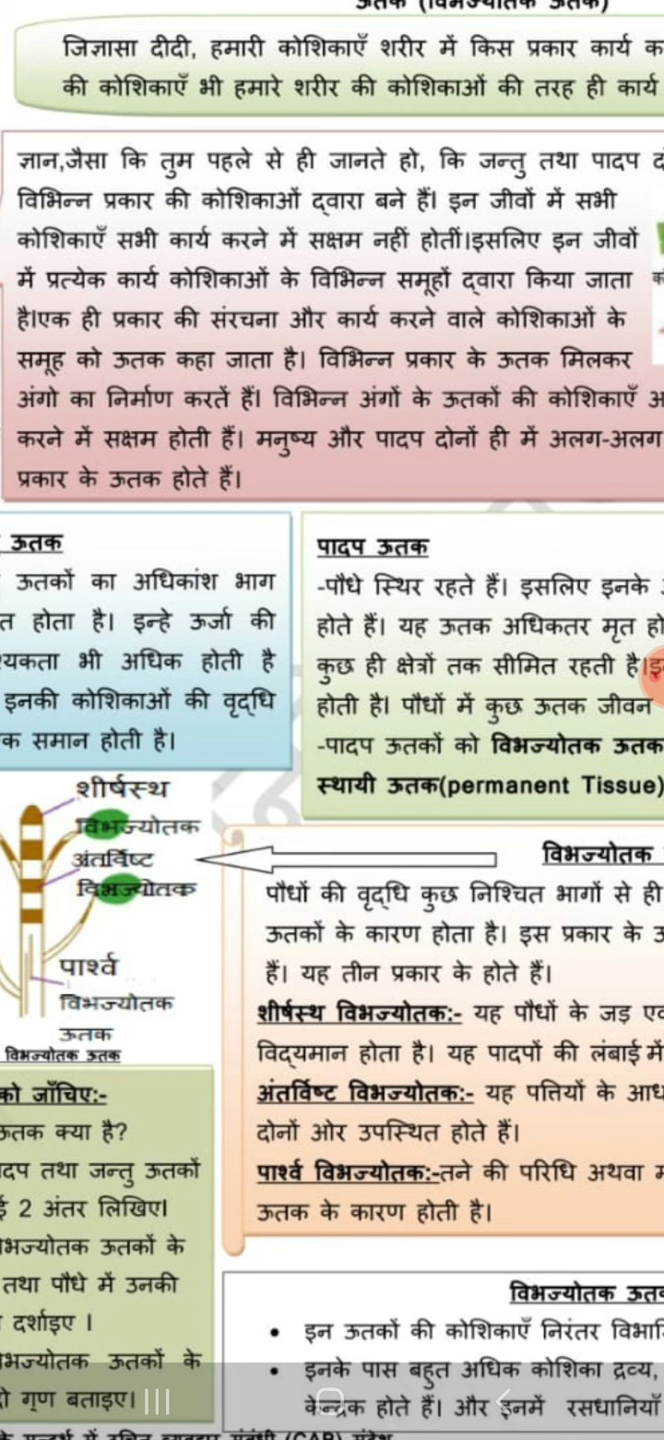 ऊतक (विभज्योतक ऊतक)
जिज्ञासा दीदी, हमारी कोशिकाएँ शरीर में किस प्रकार कार्य
की कोशिकाएँ भी हमारे शरीर की कोशिकाओं की तरह ही कार्य
ज्ञान,जैसा कि तुम पहले से ही जानते हो, कि जन्तु तथा पादप
विभिन्न प्रकार की कोशिकाओं द्वारा बने हैं। इन जीवों में सभी
कोशिकाएँ सभी कार्य करने में सक्षम नहीं होतीं।इसलिए इन जीवों
में प्रत्येक कार्य कोशिकाओं के विभिन्न समूहों द्वारा किया जाता
है।एक ही प्रकार की संरचना और कार्य करने वाले कोशिकाओं के
समूह को ऊतक कहा जाता है। विभिन्न प्रकार के ऊतक मिलकर
अंगो का निर्माण करतें हैं। विभिन्न अंगों के ऊतकों की कोशिकाएँ
करने में सक्षम होती हैं। मनुष्य और पादप दोनों ही में अलग-अलग
प्रकार के ऊतक होते हैं।
ऊतक
ऊतकों का अधिकांश भाग
होता है। इन्हे ऊर्जा की
भी अधिक होती है
इनकी कोशिकाओं की वृद्धि
समान होती है।
पादप ऊतक
-पौधे स्थिर रहते हैं। इसलिए इनके
होते हैं। यह ऊतक अधिकतर मृत
कुछ ही क्षेत्रों तक सीमित रहती है।
होती है। पौधों में कुछ ऊतक जीवन
-पादप ऊतकों को विभज्योतक ऊतक
स्थायी ऊतक(permanent Tissue)
शीर्षस्थ
विभज्योतक
अंतर्विष्ट
विभज्योतक
पार्श्व
विभज्योतक
ऊतक
विभज्योतक ऊतक
विभज्योतक
पौधों की वृद्धि कुछ निश्चित भागों से ही
ऊतकों के कारण होता है। इस प्रकार के
हैं। यह तीन प्रकार के होते हैं।
शीर्षस्थ विभज्योतक:- यह पौधों के जड़
विद्यमान होता है। यह पादपों की लंबाई में
अंतर्विष्ट विभज्योतक:- यह पत्तियों के
दोनों ओर उपस्थित होते हैं।
पार्श्व विभज्योतक:-तने की परिधि अथवा
ऊतक के कारण होती है।
को जाँचिए:-
ऊतक क्या है?
तथा जन्तु ऊतकों
2 अंतर लिखिए।
ऊतकों के
तथा पौधे में उनकी
दर्शाइए ।
ऊतकों के
गुण बताइए।
विभज्योतक ऊतक
• इन ऊतकों की कोशिकाएँ निरंतर
• इनके पास बहुत अधिक कोशिका द्रव्य,
केन्द्रक होते हैं। और इनमें रसधानियाँ